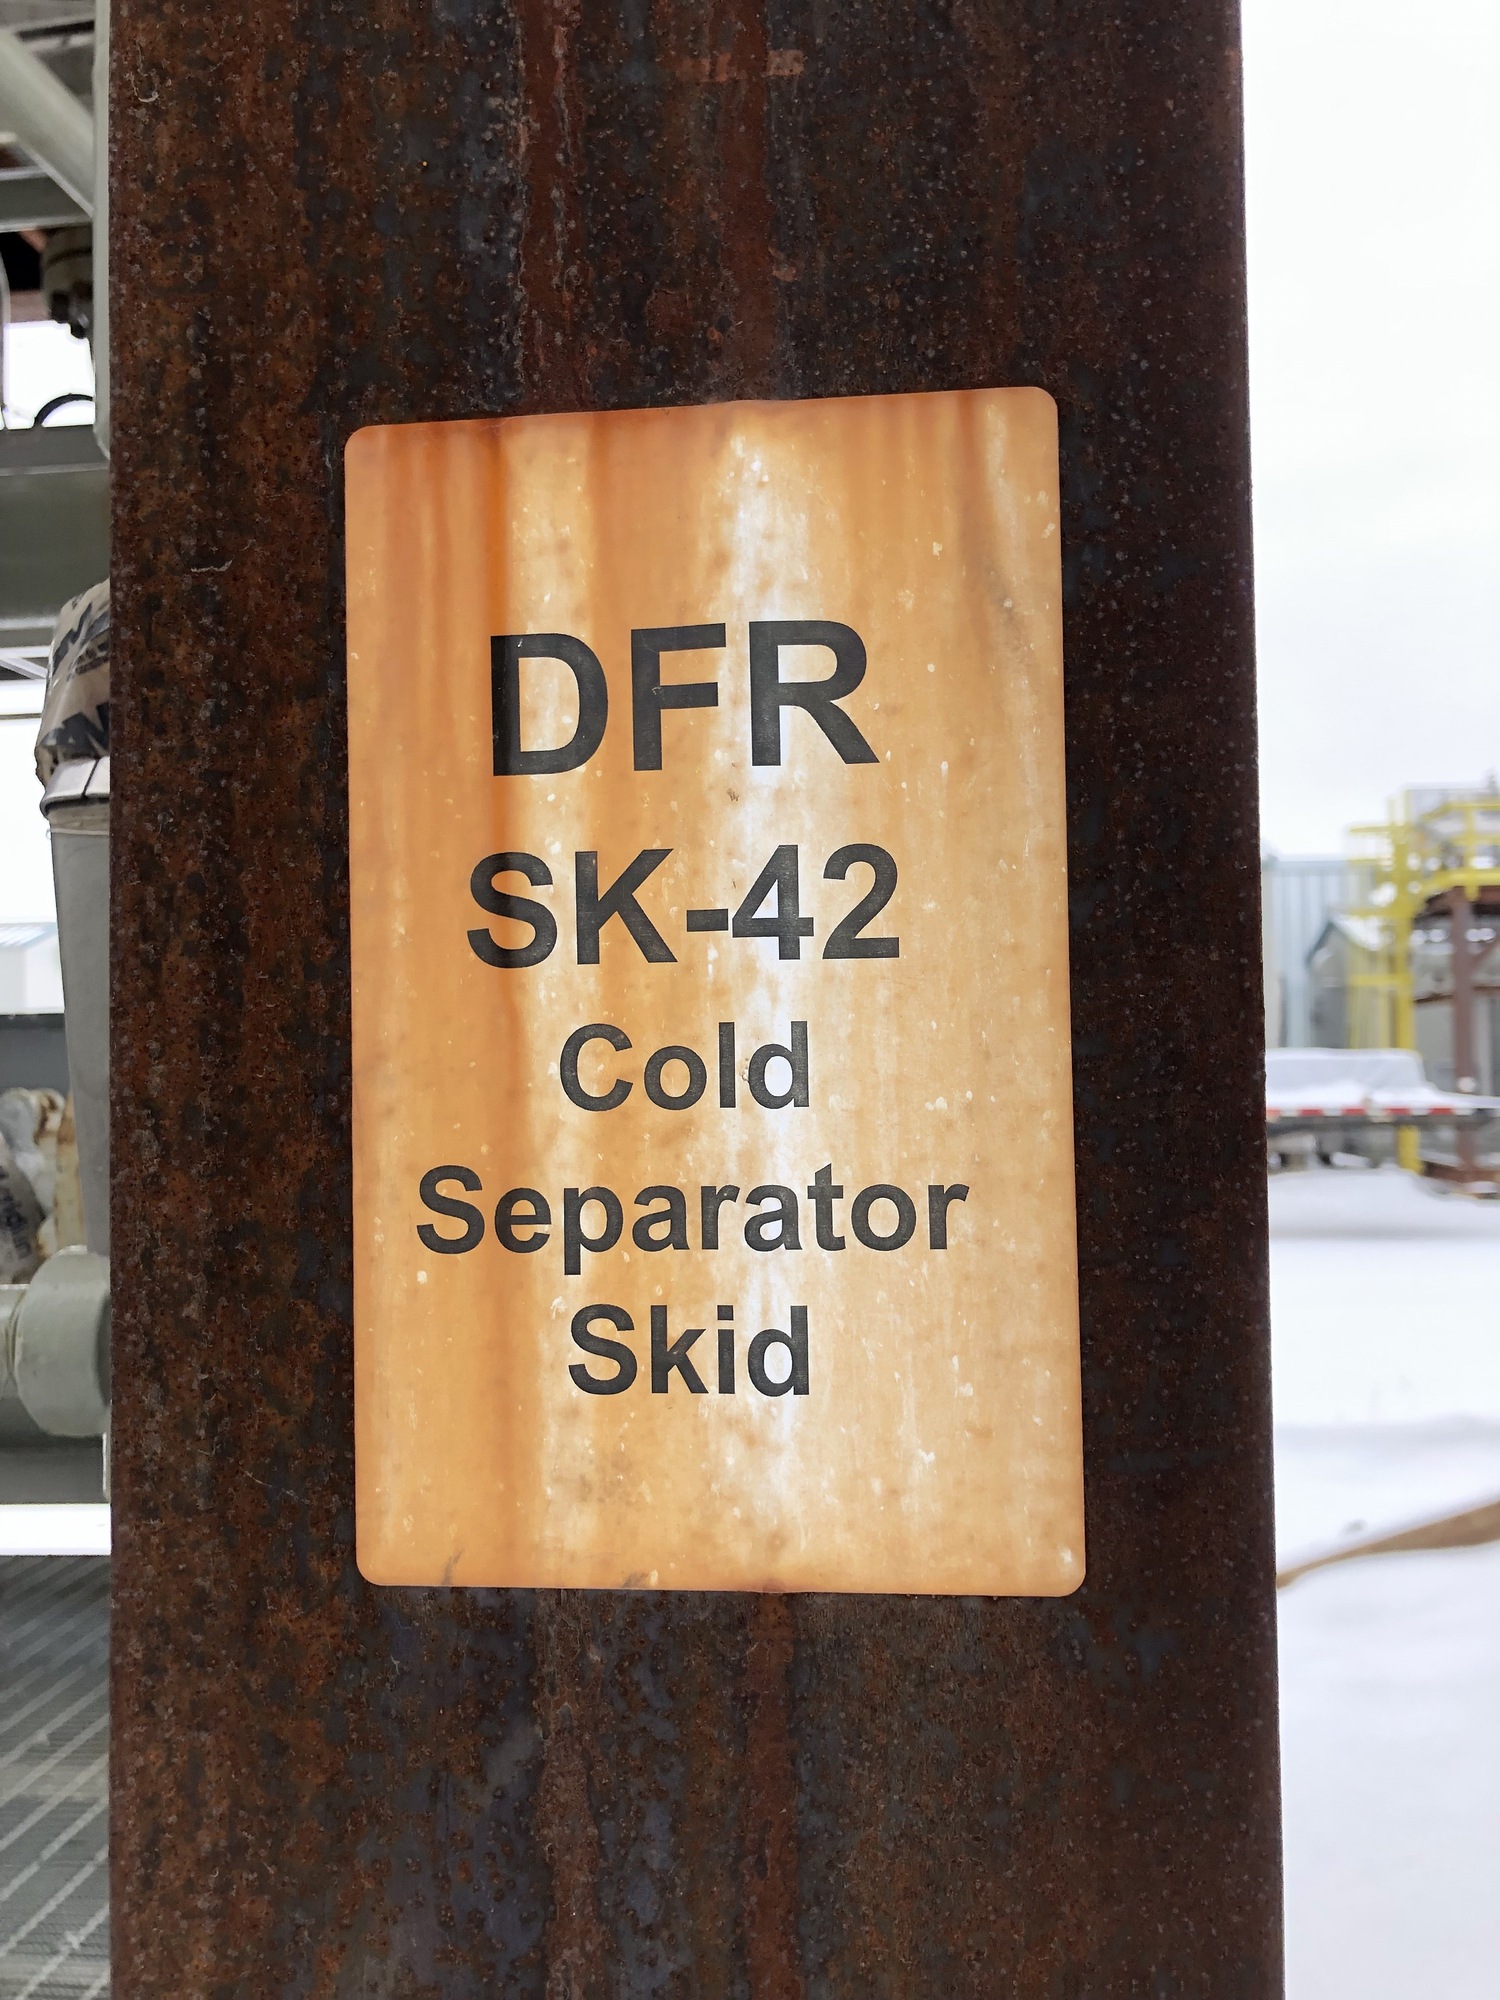 DFR
SK-42
Cold
Separator
Skid